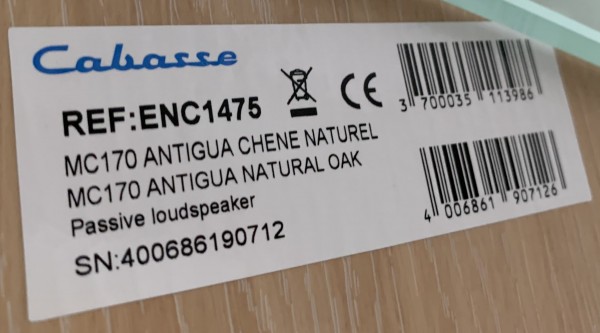 Cabasse
REF:ENC1475
MC170 ANTIGUA CHENE NATUREL
MC170 ANTIGUA NATURAL OAK
Passive loudspeaker
SN:400686190712
CE
3 700035 113986
4 006861 907126